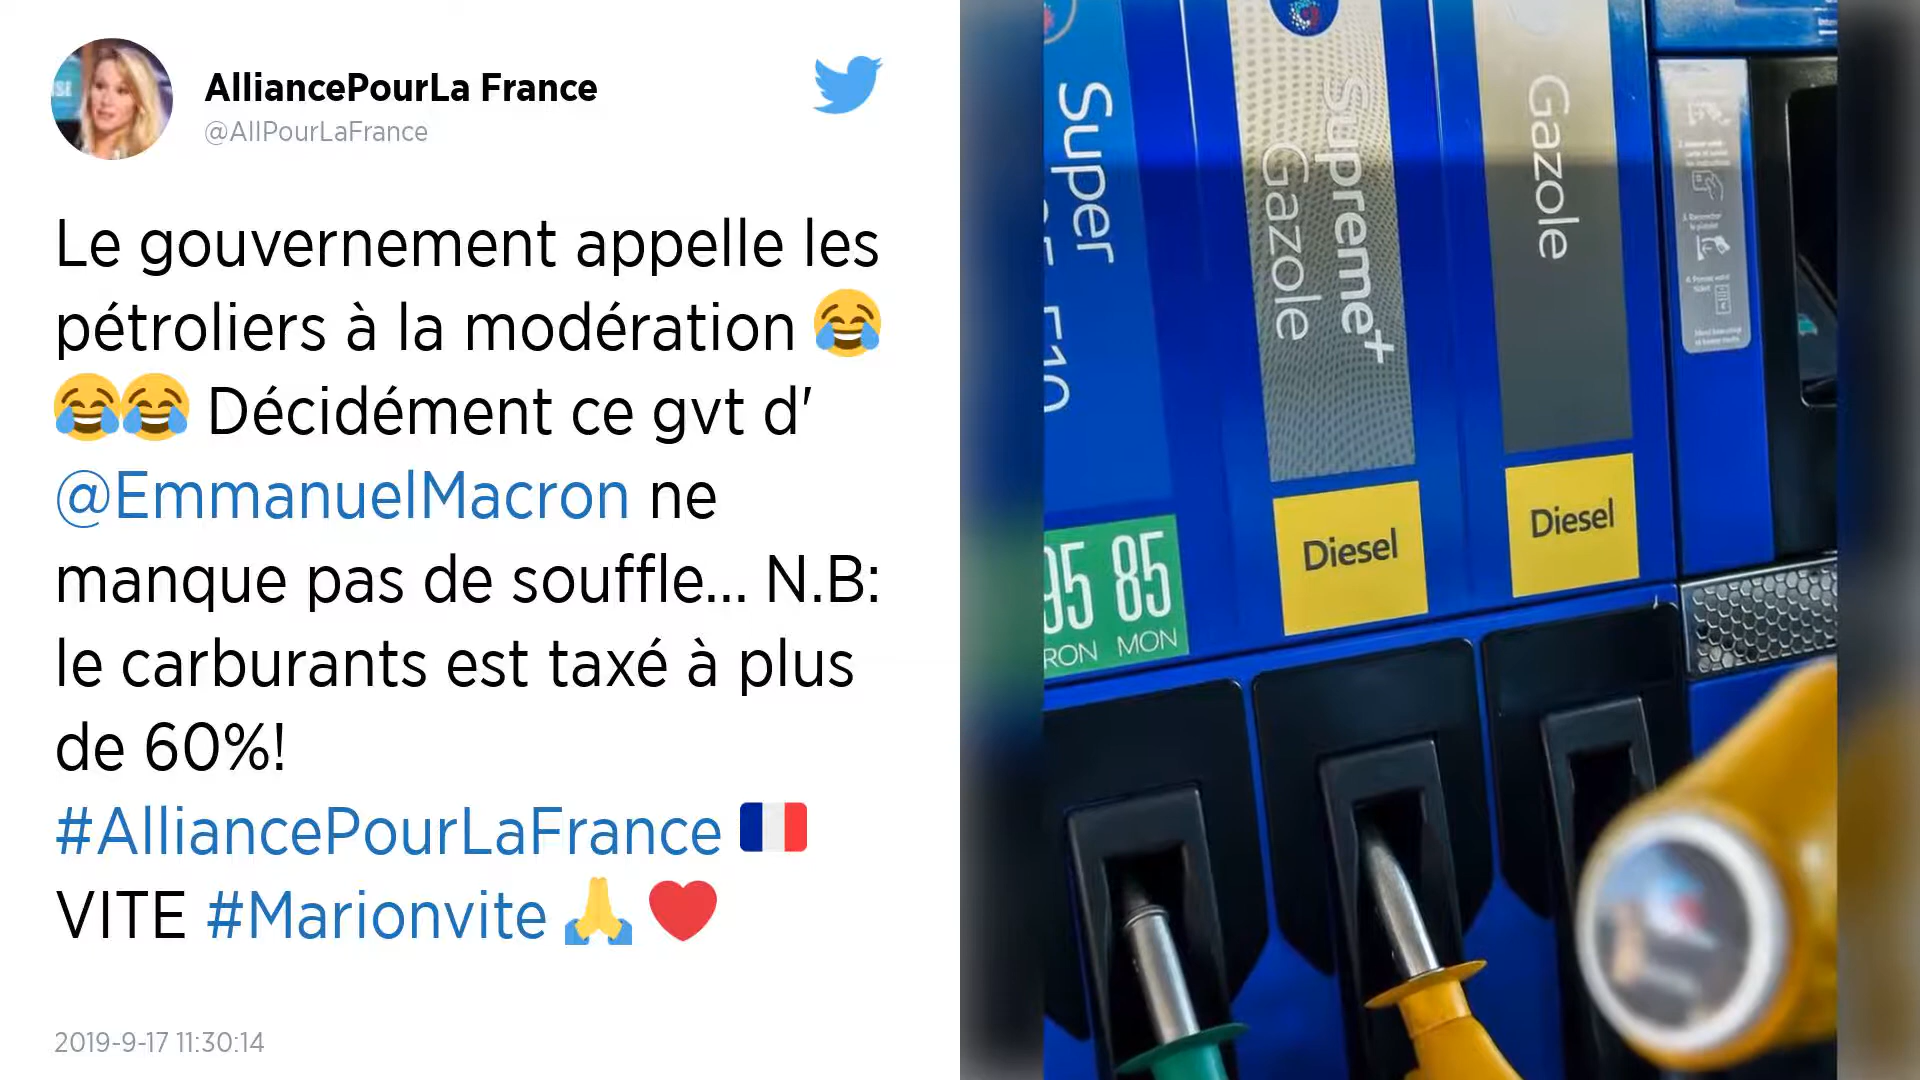 AlliancePourLa France
@AllPourLaFrance
Le gouvernement appelle les
pétroliers à la modération 😂
😂😂 Décidément ce gvt d'
@EmmanuelMacron ne
manque pas de souffle... N.B:
le carburants est taxé à plus
de 60%!
#AlliancePourLaFrance 🇫🇷
VITE #Marionvite 🙏 ❤️
2019-9-17 11:30:14
Super
E10
Supreme+
Gazole
Gazole
95 85
RON MON
Diesel
Diesel